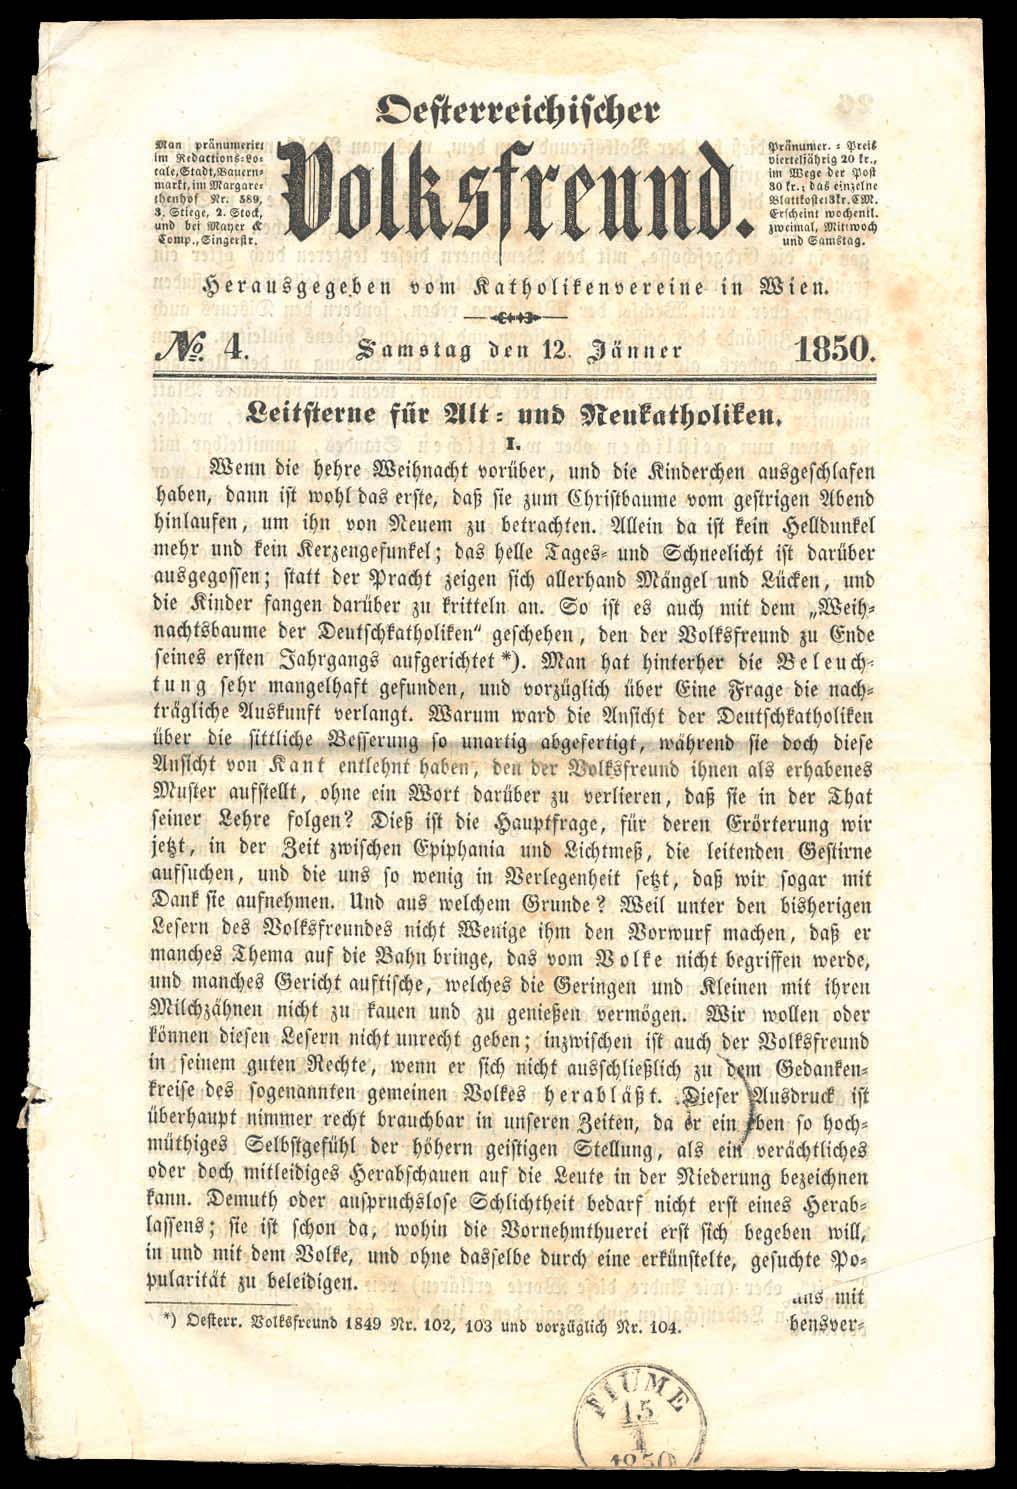 Oesterreichischer
Volksfreund.
Man pränumerirt
im Redactions=Lo=
cale, Stadt, Bauern=
markt, im Margare=
thenhof Nr. 589,
3. Stiege, 2. Stock,
und bei Mayer &
Comp., Singerstr.
Pränumer. = Preis
vierteljährig 20 kr.,
im Wege der Post
30 kr.; das einzelne
Blatt kostet 3 kr. CM.
Erscheint wochentl.
zweimal, Mittwoch
und Samstag.
Herausgegeben vom Katholikenvereine in Wien.
No. 4. Samstag den 12. Jänner 1850.
Leitsterne für Alt= und Neukatholiken.
I.
Wenn die hehre Weihnacht vorüber, und die Kinderchen ausgeschlafen
haben, dann ist wohl das erste, daß sie zum Christbaume vom gestrigen Abend
hinlaufen, um ihn von Neuem zu betrachten. Allein da ist kein Helldunkel
mehr und kein Kerzengefunkel; das helle Tages= und Schneelicht ist darüber
ausgegossen; statt der Pracht zeigen sich allerhand Mängel und Lücken, und
die Kinder fangen darüber zu kritteln an. So ist es auch mit dem „Weih=
nachtsbaume der Deutschkatholiken“ geschehen, den der Volksfreund zu Ende
seines ersten Jahrgangs aufgerichtet *). Man hat hinterher die Beleuch=
tung sehr mangelhaft gefunden, und vorzüglich über Eine Frage die nach=
trägliche Auskunft verlangt. Warum ward die Ansicht der Deutschkatholiken
über die sittliche Besserung so unartig abgefertigt, während sie doch diese
Ansicht von Kant entlehnt haben, den der Volksfreund ihnen als erhabenes
Muster aufstellt, ohne ein Wort darüber zu verlieren, daß sie in der That
seiner Lehre folgen? Dieß ist die Hauptfrage, für deren Erörterung wir
jetzt, in der Zeit zwischen Epiphania und Lichtmeß, die leitenden Gestirne
aufsuchen, und die uns so wenig in Verlegenheit setzt, daß wir sogar mit
Dank sie aufnehmen. Und aus welchem Grunde? Weil unter den bisherigen
Lesern des Volksfreundes nicht Wenige ihm den Vorwurf machen, daß er
manches Thema auf die Bahn bringe, das vom Volke nicht begriffen werde,
und manches Gericht auftische, welches die Geringen und Kleinen mit ihren
Milchzähnen nicht zu kauen und zu genießen vermögen. Wir wollen oder
können diesen Lesern nicht unrecht geben; inzwischen ist auch der Volksfreund
in seinem guten Rechte, wenn er sich nicht ausschließlich zu dem Gedanken=
kreise des sogenannten gemeinen Volkes herabläßt. Dieser Ausdruck ist
überhaupt nimmer recht brauchbar in unseren Zeiten, da er ein eben so hoch=
müthiges Selbstgefühl der höhern geistigen Stellung, als ein verächtliches
oder doch mitleidiges Herabschauen auf die Leute in der Niederung bezeichnen
kann. Demuth oder anspruchslose Schlichtheit bedarf nicht erst eines Herab=
lassens; sie ist schon da, wohin die Vornehmthuerei erst sich begeben will,
in und mit dem Volke, und ohne dasselbe durch eine erkünstelte, gesuchte Po=
pularität zu beleidigen.
aus mit
bensver=
*) Oesterr. Volksfreund 1849 Nr. 102, 103 und vorzüglich Nr. 104.
FIUME
15
1
1850